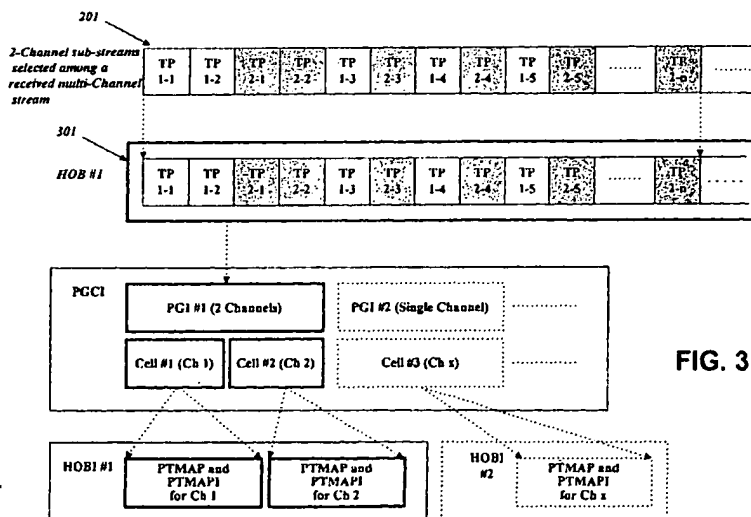 201
2-Channel sub-streams
selected among a
received multi-Channel
stream
TP 1-1 TP 1-2 TP 2-1 TP 2-2 TP 1-3 TP 2-3 TP 1-4 TP 2-4 TP 1-5 TP 2-5 ........ TP ........
301
HOB #1
TP 1-1 TP 1-2 TP 2-1 TP 2-2 TP 1-3 TP 2-3 TP 1-4 TP 2-4 TP 1-5 TP 2-5 ........ TP ........
PGCI
PGI #1 (2 Channels)
PGI #2 (Single Channel)
Cell #1 (Ch 1)
Cell #2 (Ch 2)
Cell #3 (Ch x)
FIG. 3
HOBI #1
PTMAP and
PTMAPI
for Ch 1
PTMAP and
PTMAPI
for Ch 2
HOBI
#2
PTMAP and
PTMAPI
for Ch x